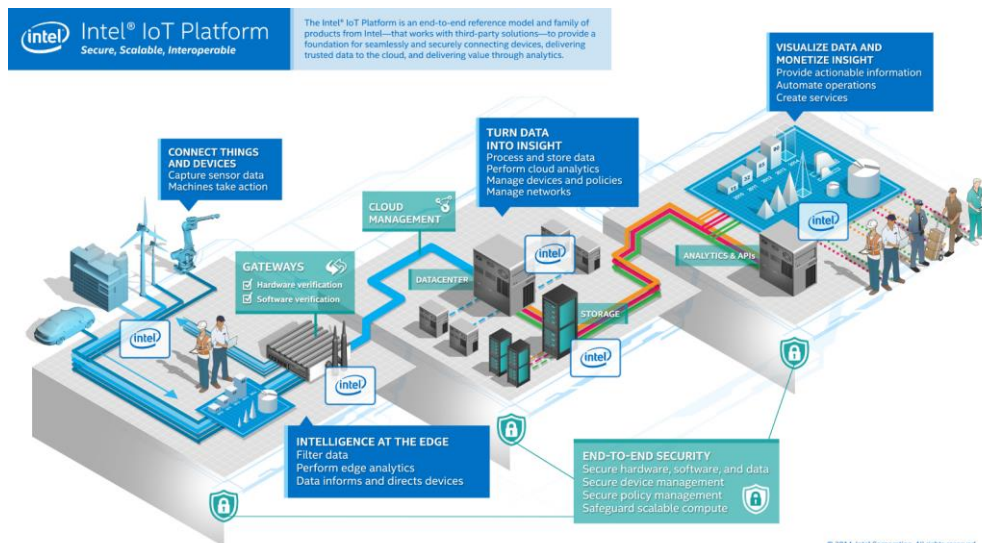 intel
Intel® IoT Platform
Secure, Scalable, Interoperable
The Intel® IoT Platform is an end-to-end reference model and family of
products from Intel—that works with third-party solutions—to provide a
foundation for seamlessly and securely connecting devices, delivering
trusted data to the cloud, and delivering value through analytics.
VISUALIZE DATA AND
MONETIZE INSIGHT
Provide actionable information
Automate operations
Create services
TURN DATA
INTO INSIGHT
Process and store data
Perform cloud analytics
Manage devices and policies
Manage networks
CONNECT THINGS
AND DEVICES
Capture sensor data
Machines take action
CLOUD
MANAGEMENT
GATEWAYS
Hardware verification
Software verification
DATACENTER
intel
STORAGE
intel
ANALYTICS & APIs
intel
intel
intel
INTELLIGENCE AT THE EDGE
Filter data
Perform edge analytics
Data informs and directs devices
END-TO-END SECURITY
Secure hardware, software, and data
Secure device management
Secure policy management
Safeguard scalable compute